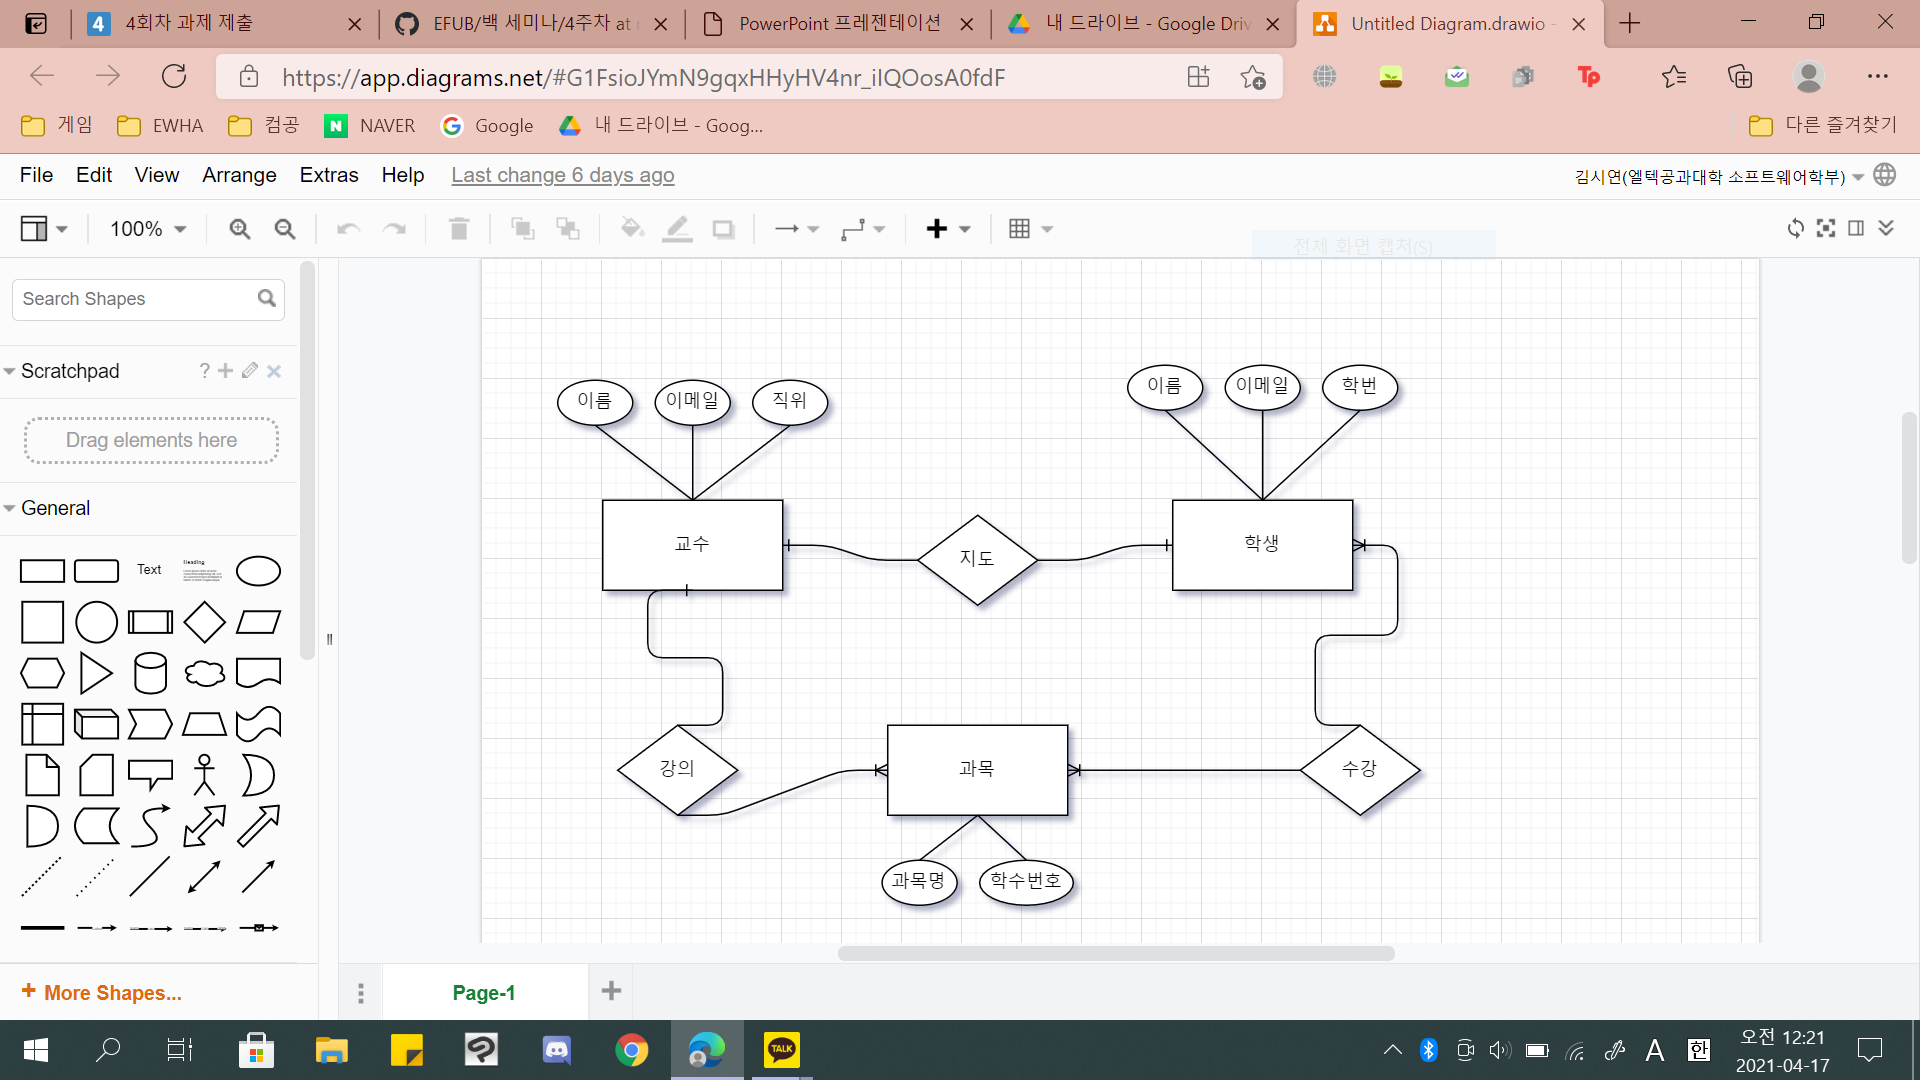 4 4회차 과제 제출
EFUB/백 세미나/4주차 at
PowerPoint 프레젠테이션
내 드라이브 - Google Driv
Untitled Diagram.drawio -
https://app.diagrams.net/#G1FsioJYmN9gqxHHyHV4nr_iIQOosA0fdF
Tp
게임
EWHA
컴공
N NAVER
Google
내 드라이브 - Goog...
다른 즐겨찾기
File Edit View Arrange Extras Help Last change 6 days ago
김시연(엘텍공과대학 소프트웨어학부)
100%
전체 화면 캡처(S)
Search Shapes
Scratchpad
?
Drag elements here
General
Text
Heading
이름 이메일 직위
이름 이메일 학번
교수
지도
학생
강의
과목
수강
과목명 학수번호
+ More Shapes...
Page-1
TALK
A
한
오전 12:21
2021-04-17